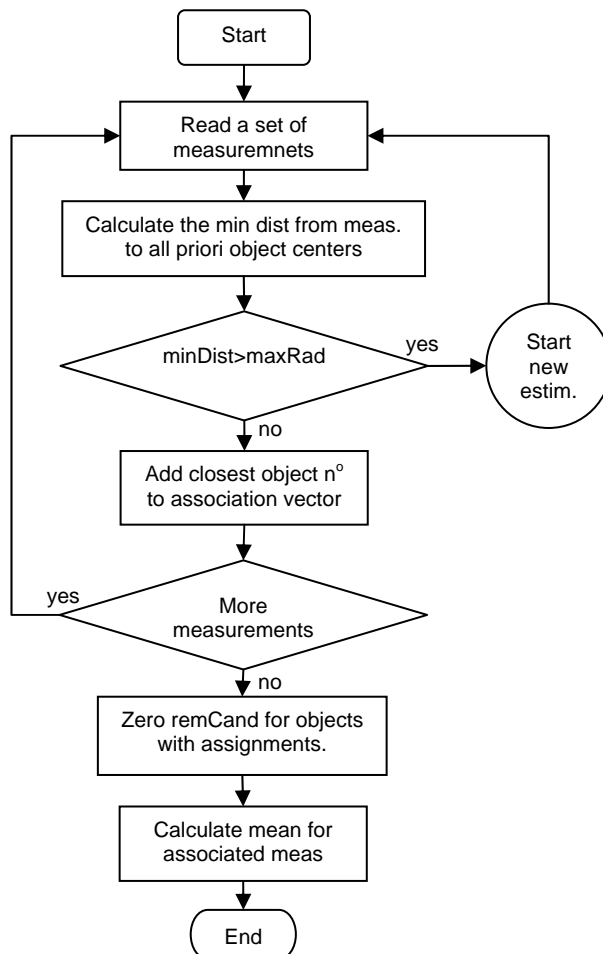 Start
Read a set of
measuremnets
Calculate the min dist from meas.
to all priori object centers
minDist>maxRad
yes
Start
new
estim.
no
Add closest object nº
to association vector
yes
More
measurements
no
Zero remCand for objects
with assignments.
Calculate mean for
associated meas
End